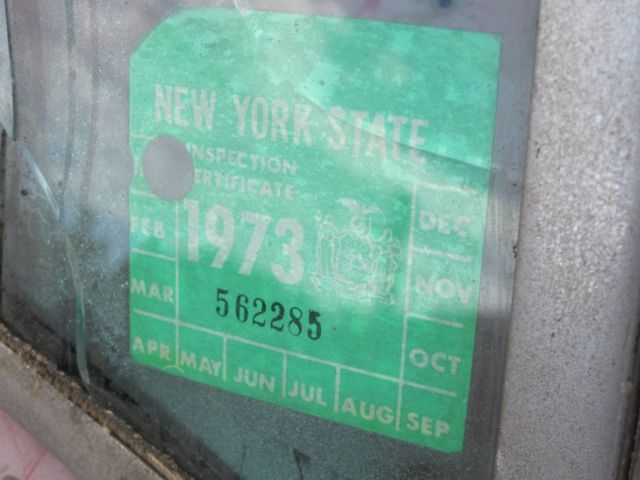 NEW YORK STATE
INSPECTION
CERTIFICATE
1973
562285
FEB
MAR
APR
MAY
JUN
JUL
AUG
SEP
OCT
NOV
DEC